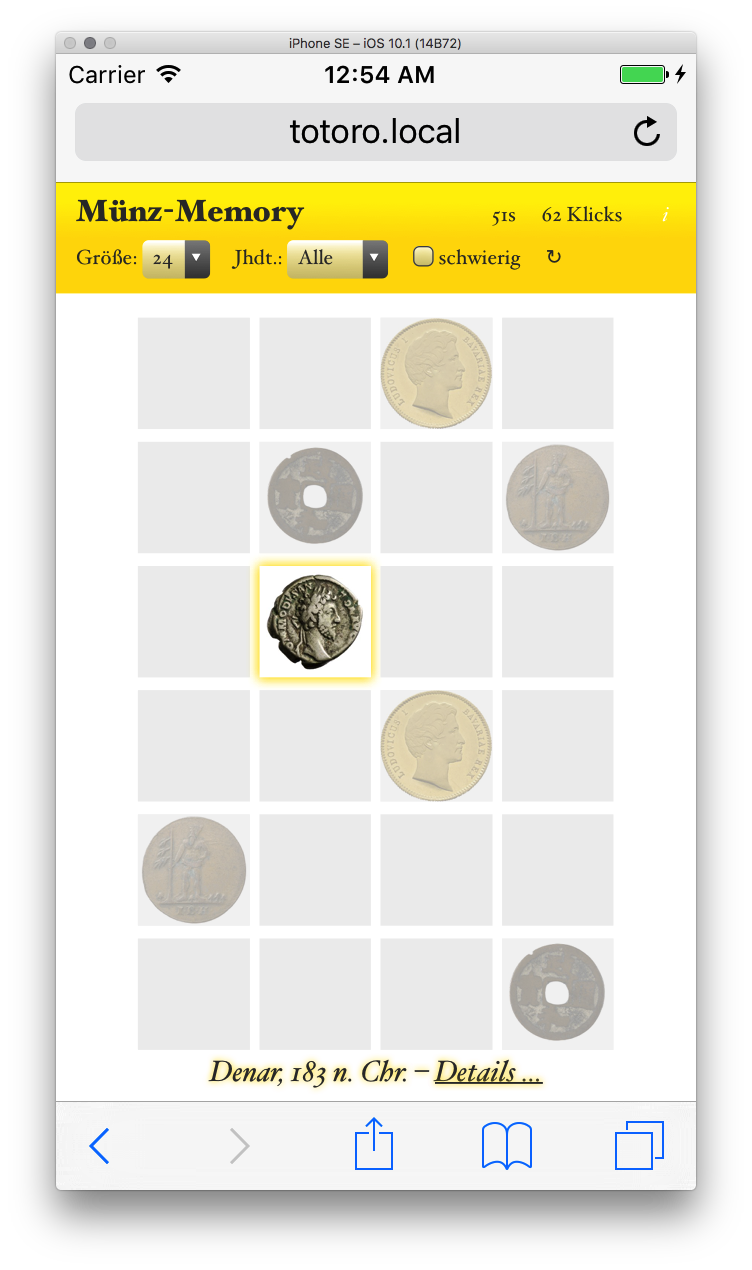 iPhone SE – iOS 10.1 (14B72)
Carrier 12:54 AM
totoro.local
Münz-Memory 51s 62 Klicks i
Größe: 24 ▼ Jhdt.: Alle ▼ schwierig ↻
LUDOVICUS I BAVARIAE REX
LUDOVICUS I BAVARIAE REX
Denar, 183 n. Chr. – Details ...